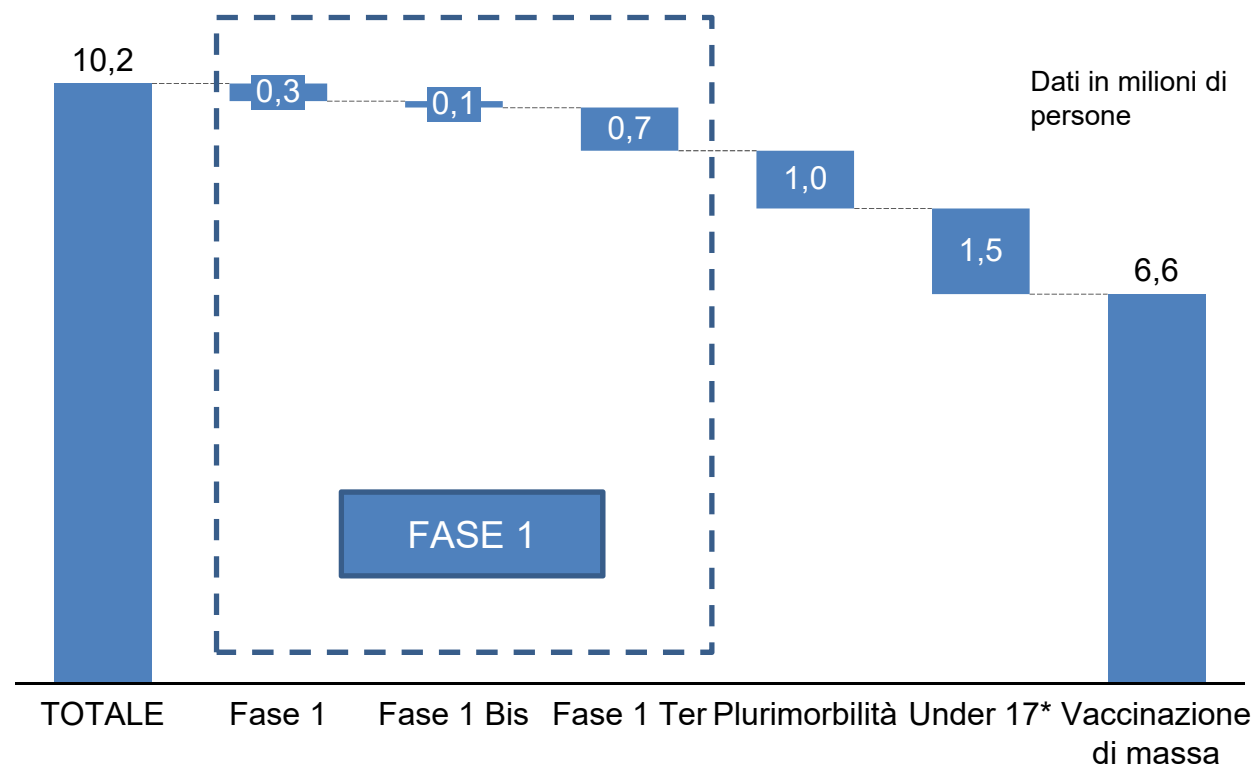 10,2
0,3
0,1
0,7
1,0
1,5
6,6
Dati in milioni di
persone
FASE 1
TOTALE
Fase 1
Fase 1 Bis
Fase 1 Ter
Plurimorbilità
Under 17*
Vaccinazione
di massa